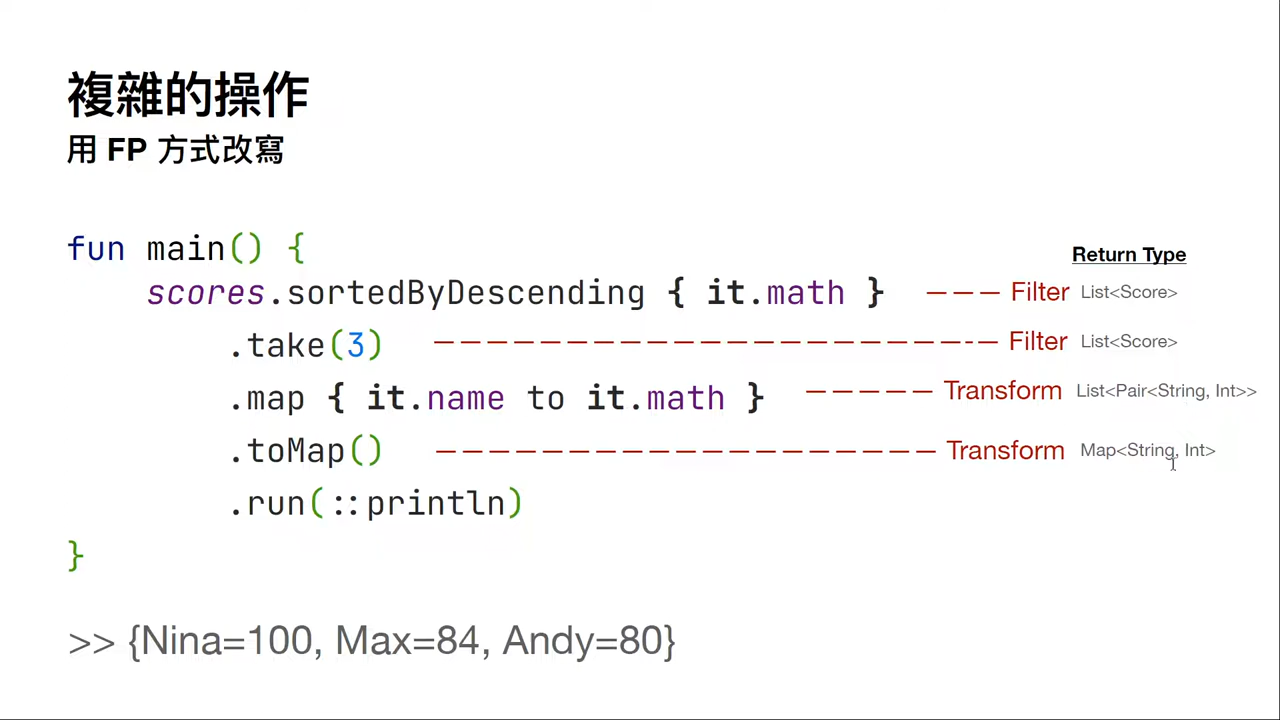 複雜的操作
用 FP 方式改寫
fun main() {
Return Type
scores.sortedByDescending { it.math } Filter List<Score>
.take(3) Filter List<Score>
.map { it.name to it.math } Transform List<Pair<String, Int>>
.toMap() Transform Map<String, Int>
.run(::println)
}
>> {Nina=100, Max=84, Andy=80}